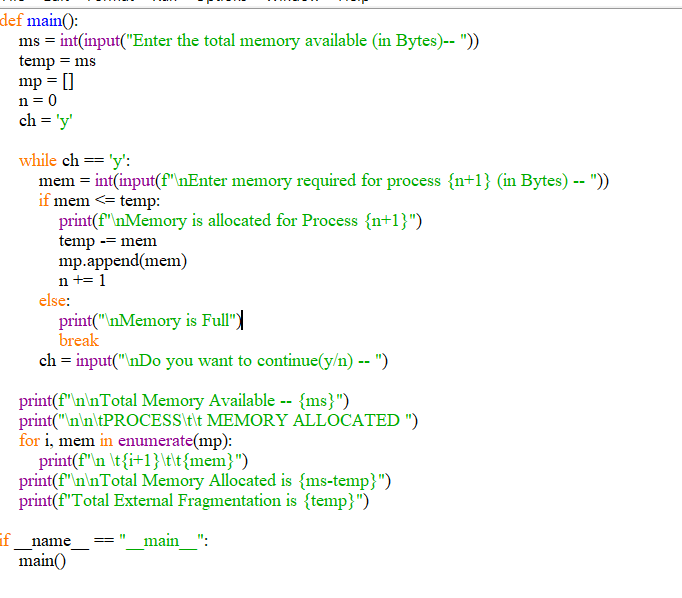 def main():
    ms = int(input("Enter the total memory available (in Bytes)-- "))
    temp = ms
    mp = []
    n = 0
    ch = 'y'

    while ch == 'y':
        mem = int(input(f"\nEnter memory required for process {n+1} (in Bytes) -- "))
        if mem <= temp:
            print(f"\nMemory is allocated for Process {n+1}")
            temp -= mem
            mp.append(mem)
            n += 1
        else:
            print("\nMemory is Full")
            break
        ch = input("\nDo you want to continue(y/n) -- ")

    print(f"\n\nTotal Memory Available -- {ms}")
    print("\n\n\tPROCESS\t\t MEMORY ALLOCATED ")
    for i, mem in enumerate(mp):
        print(f"\n \t{i+1}\t\t{mem}")
    print(f"\n\nTotal Memory Allocated is {ms-temp}")
    print(f"Total External Fragmentation is {temp}")

if __name__ == "__main__":
    main()